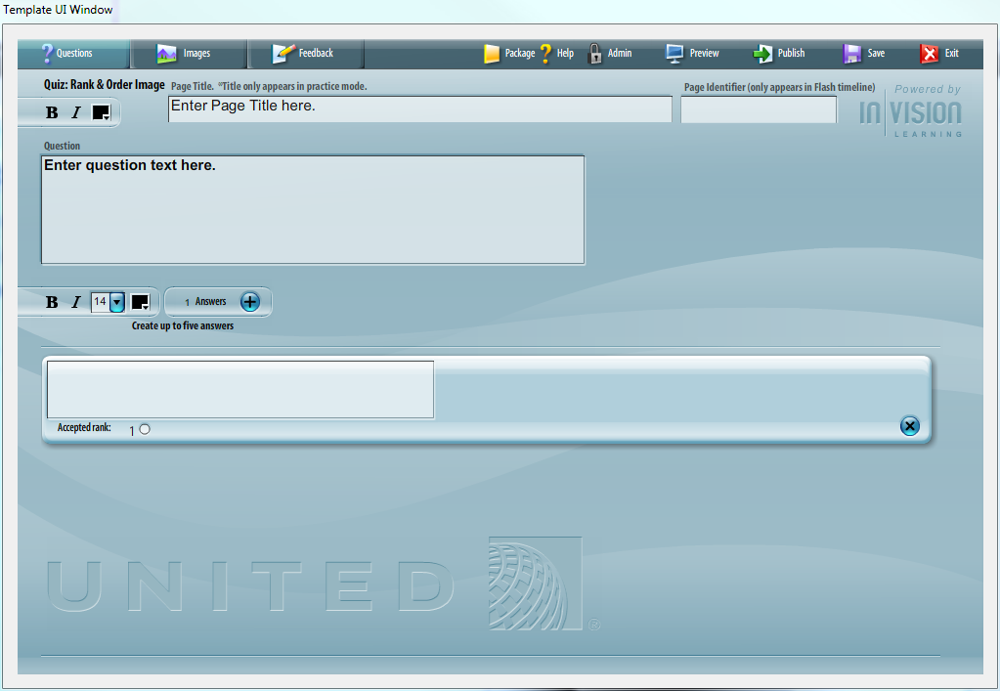 Template UI Window
Questions Images Feedback Package Help Admin Preview Publish Save Exit
Quiz: Rank & Order Image Page Title. *Title only appears in practice mode. Page Identifier (only appears in Flash timeline) Powered by
B I Enter Page Title here. INVISION
LEARNING
Question
Enter question text here.
B I 14 1 Answers
Create up to five answers
Accepted rank: 1
UNITED ®